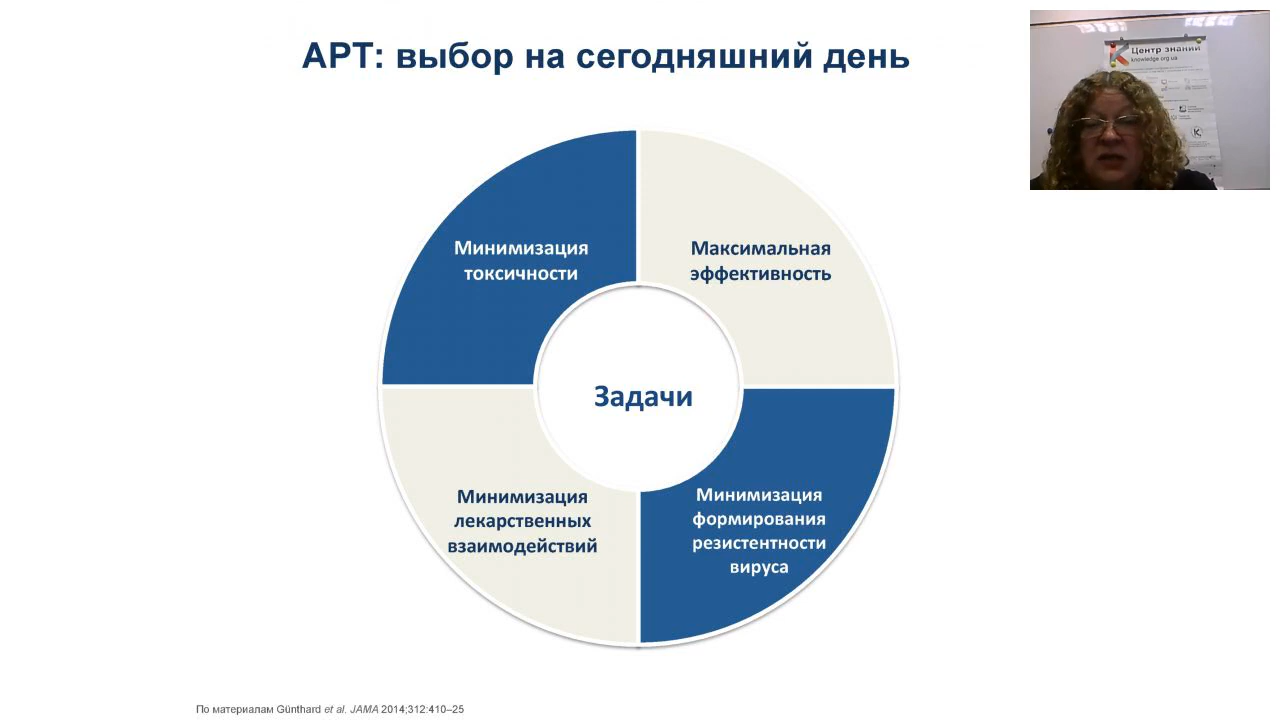 АРТ: выбор на сегодняшний день
Центр знаний
knowledge.org.ua
Минимизация
токсичности
Максимальная
эффективность
Задачи
Минимизация
лекарственных
взаимодействий
Минимизация
формирования
резистентности
вируса
По материалам Günthard et al. JAMA 2014;312:410–25